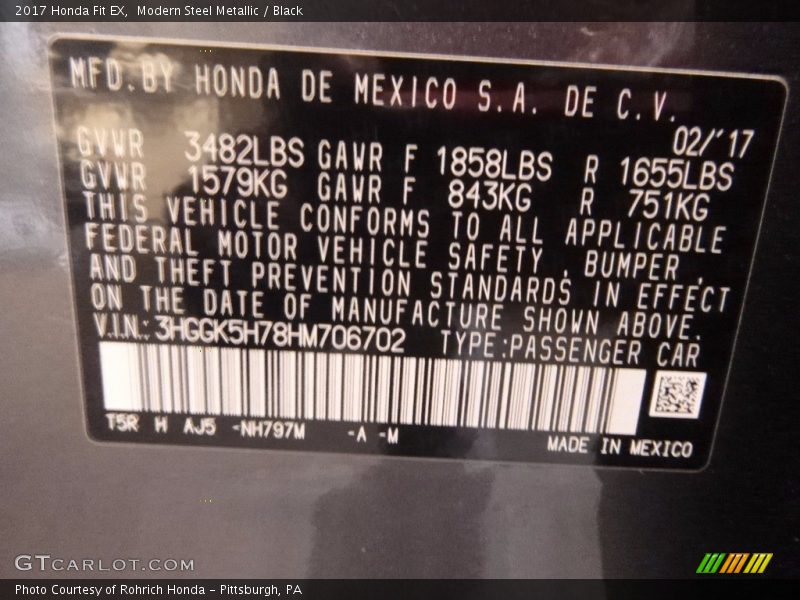 2017 Honda Fit EX, Modern Steel Metallic / Black
MFD.BY HONDA DE MEXICO S.A. DE C.V.
02/'17
GVWR 3482LBS GAWR F 1858LBS R 1655LBS
GVWR 1579KG GAWR F 843KG R 751KG
THIS VEHICLE CONFORMS TO ALL APPLICABLE
FEDERAL MOTOR VEHICLE SAFETY , BUMPER ,
AND THEFT PREVENTION STANDARDS IN EFFECT
ON THE DATE OF MANUFACTURE SHOWN ABOVE.
V.I.N.: 3HGGK5H78HM706702 TYPE:PASSENGER CAR
T5R H AJ5 -NH797M -A -M
MADE IN MEXICO
GTCARLOT.COM
Photo Courtesy of Rohrich Honda - Pittsburgh, PA